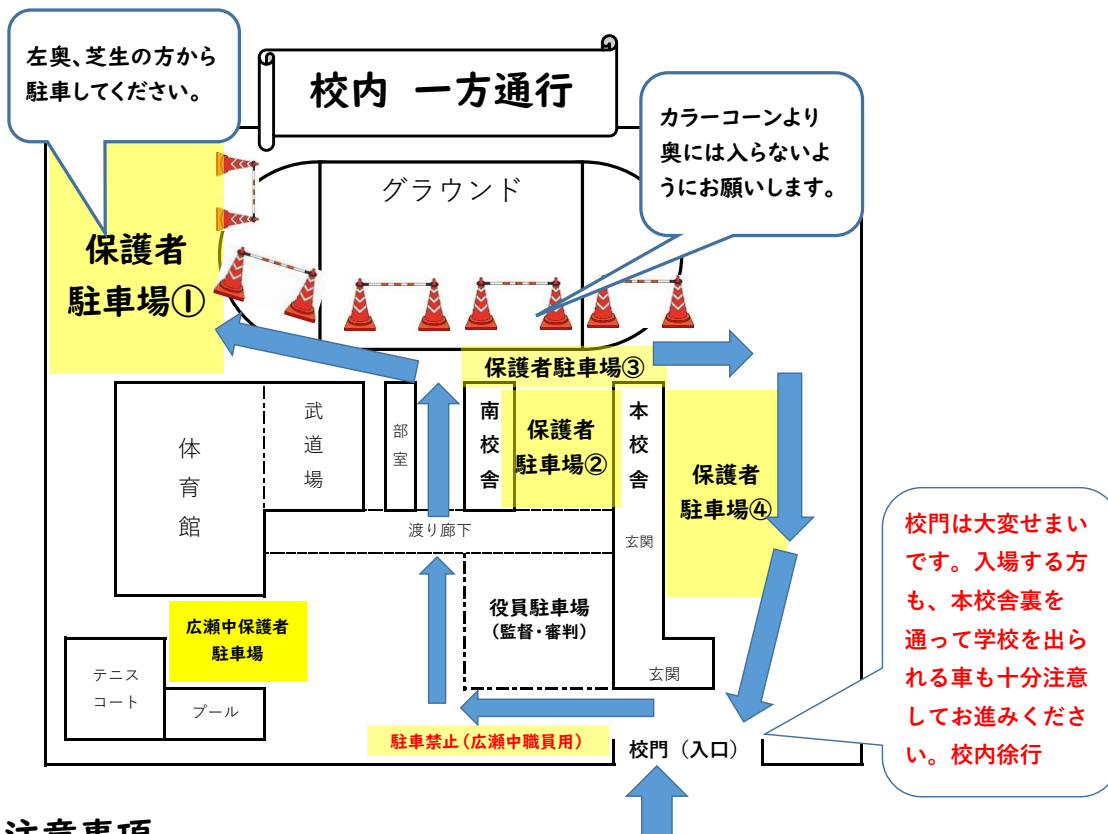 左奥、芝生の方から
駐車してください。
校内 一方通行
カラーコーンより
奥には入らないよ
うにお願いします。
グラウンド
保護者
駐車場①
保護者駐車場③
体育館
武道場
部室
南校舎
保護者
駐車場②
本校舎
保護者
駐車場④
渡り廊下
玄関
校門は大変せまい
です。入場する方
も、本校舎裏を
通って学校を出ら
れる車も十分注意
してお進みくださ
い。校内徐行
役員駐車場
(監督・審判)
広瀬中保護者
駐車場
テニス
コート
プール
玄関
駐車禁止(広瀬中職員用)
校門(入口)
注意事項